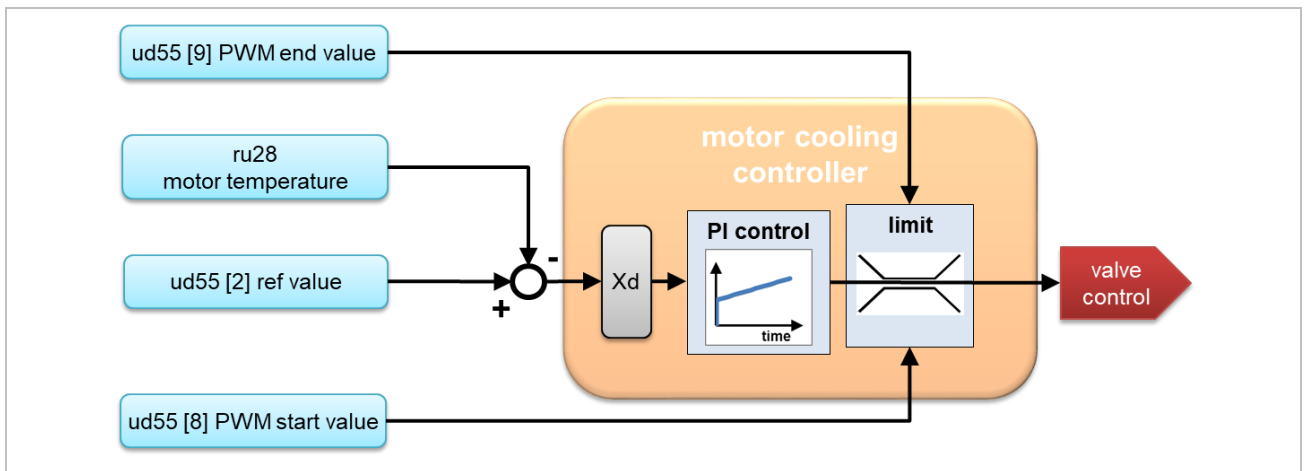 ud55 [9] PWM end value
ru28
motor temperature
ud55 [2] ref value
ud55 [8] PWM start value
-
+
motor cooling
controller
Xd
PI control
time
limit
valve
control